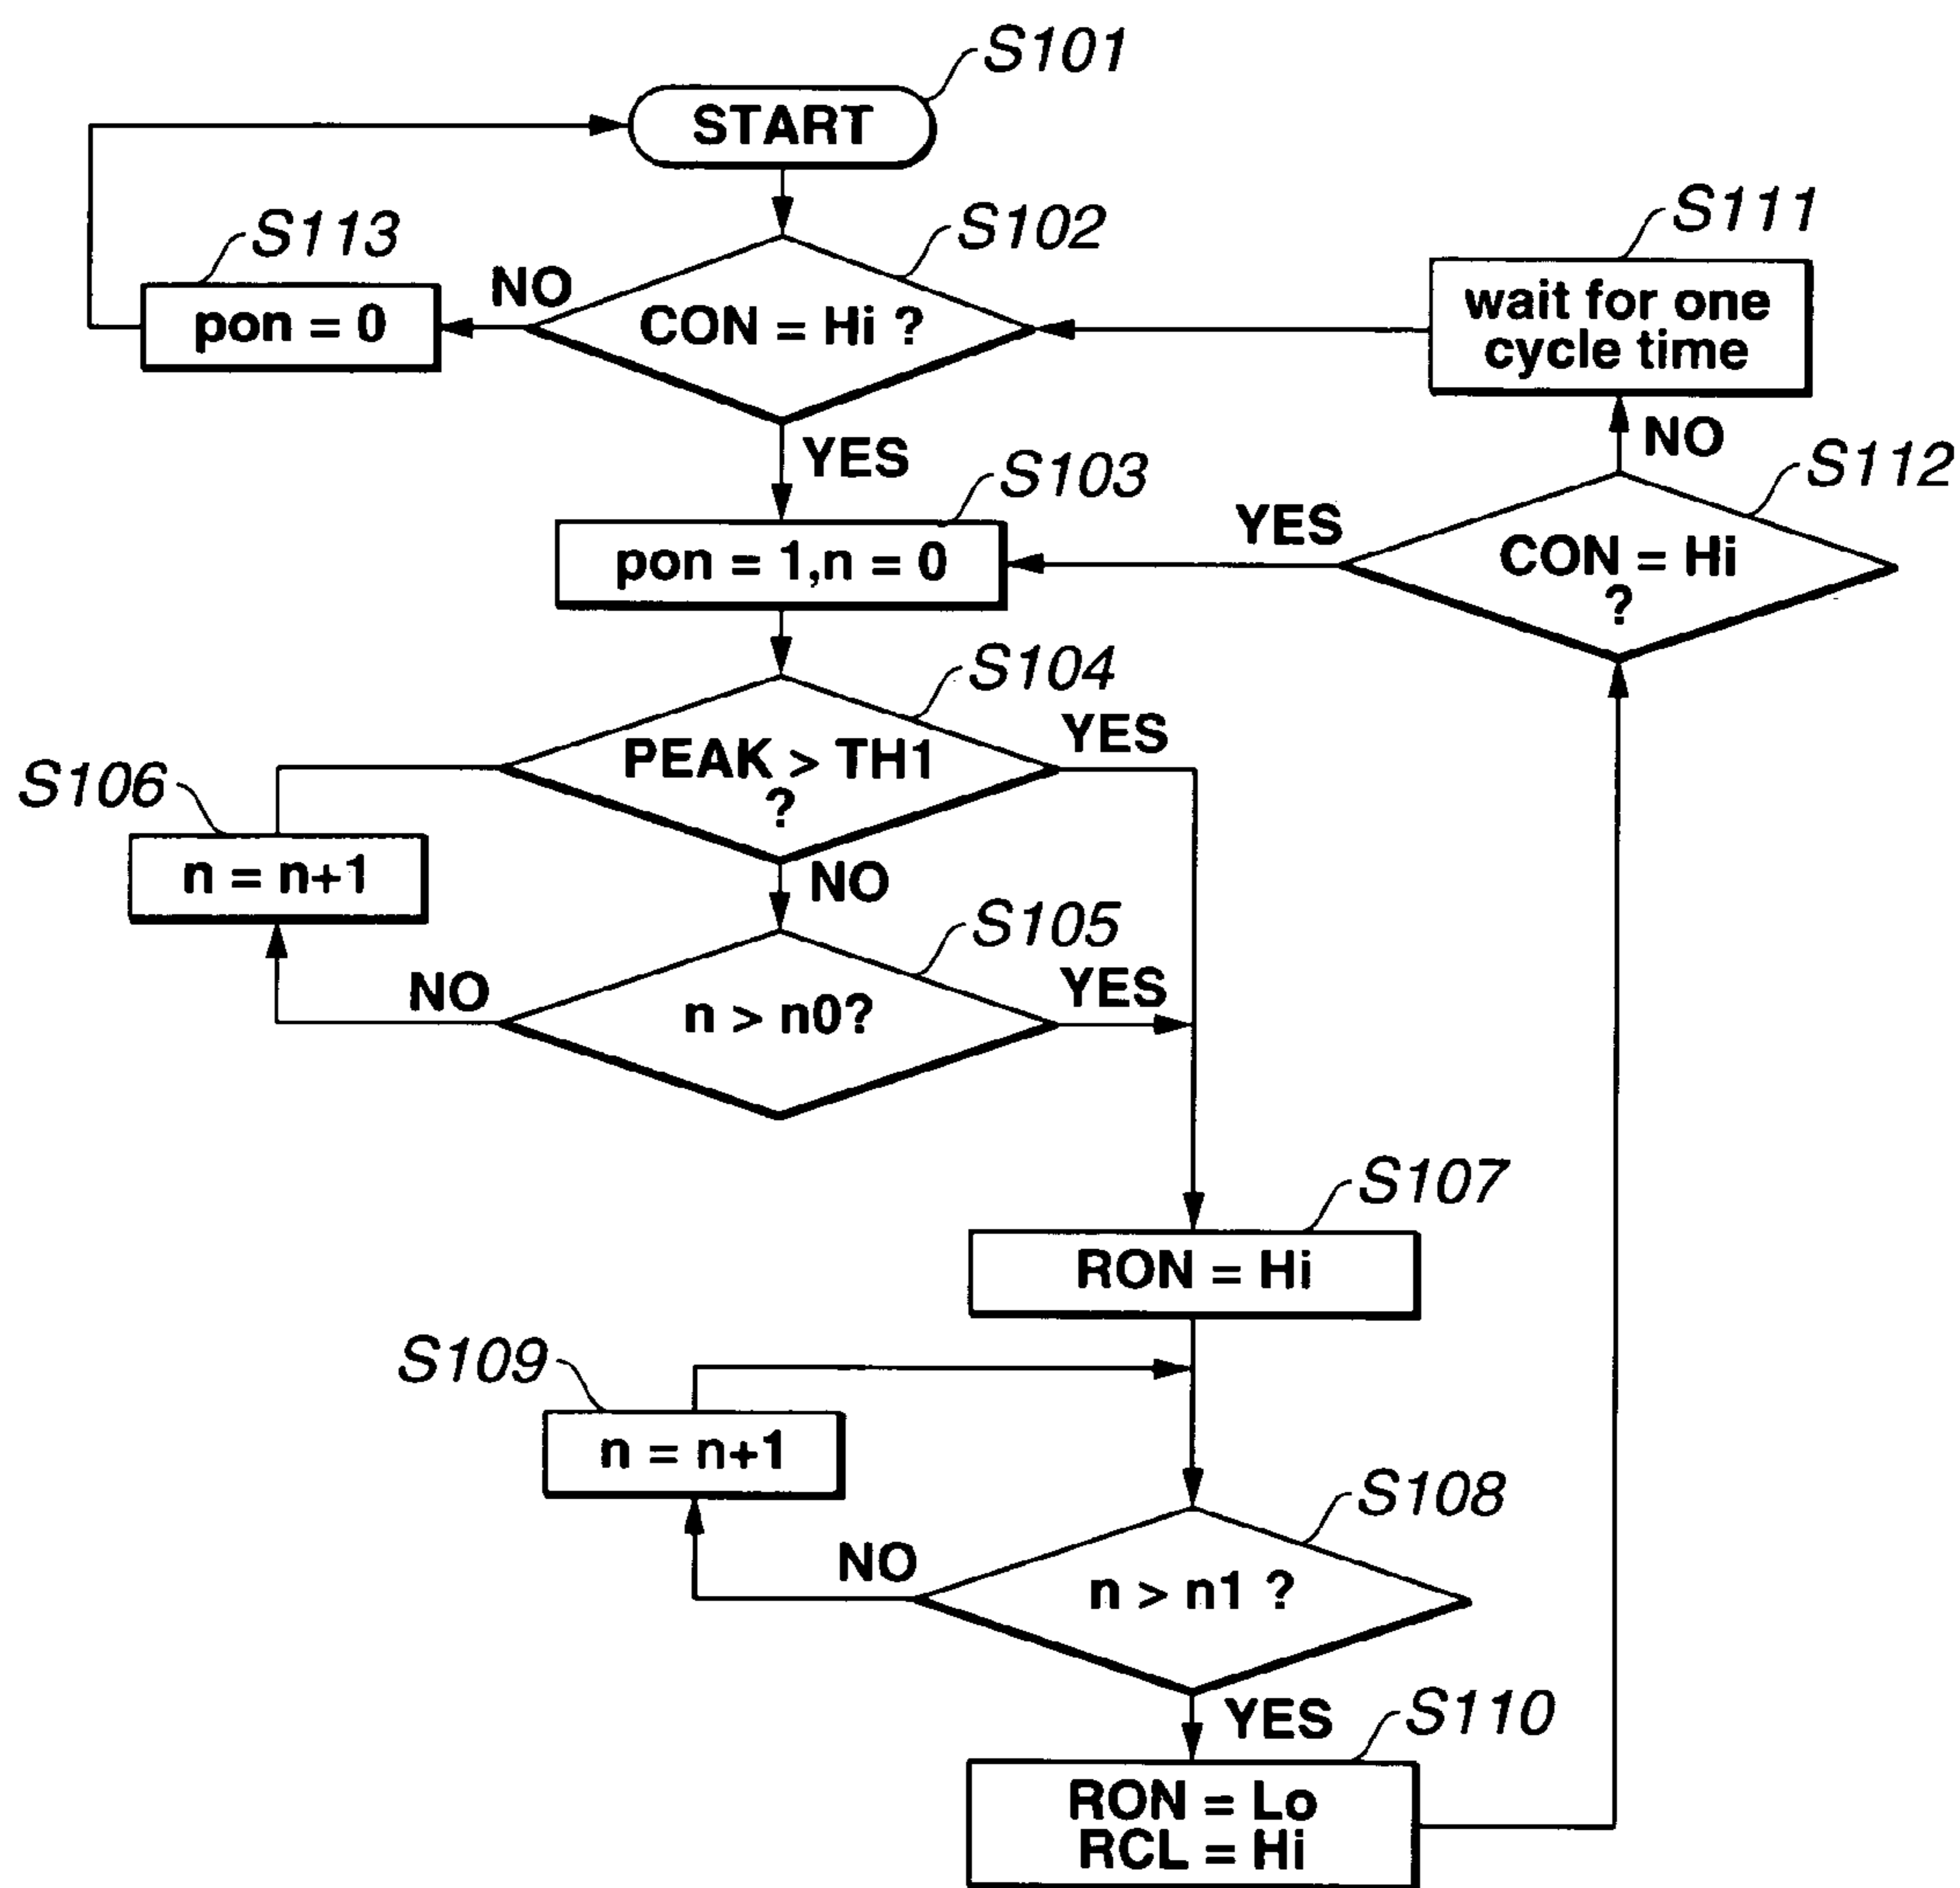 S101
START
S102
S111
S113
NO
wait for one
cycle time
pon = 0
CON = Hi ?
NO
S112
YES
S103
YES
CON = Hi
?
pon = 1,n = 0
S104
YES
S106
PEAK > TH1
?
n = n+1
NO
S105
NO
YES
n > n0?
S107
RON = Hi
S109
n = n+1
S108
NO
n > n1 ?
YES
S110
RON = Lo
RCL = Hi